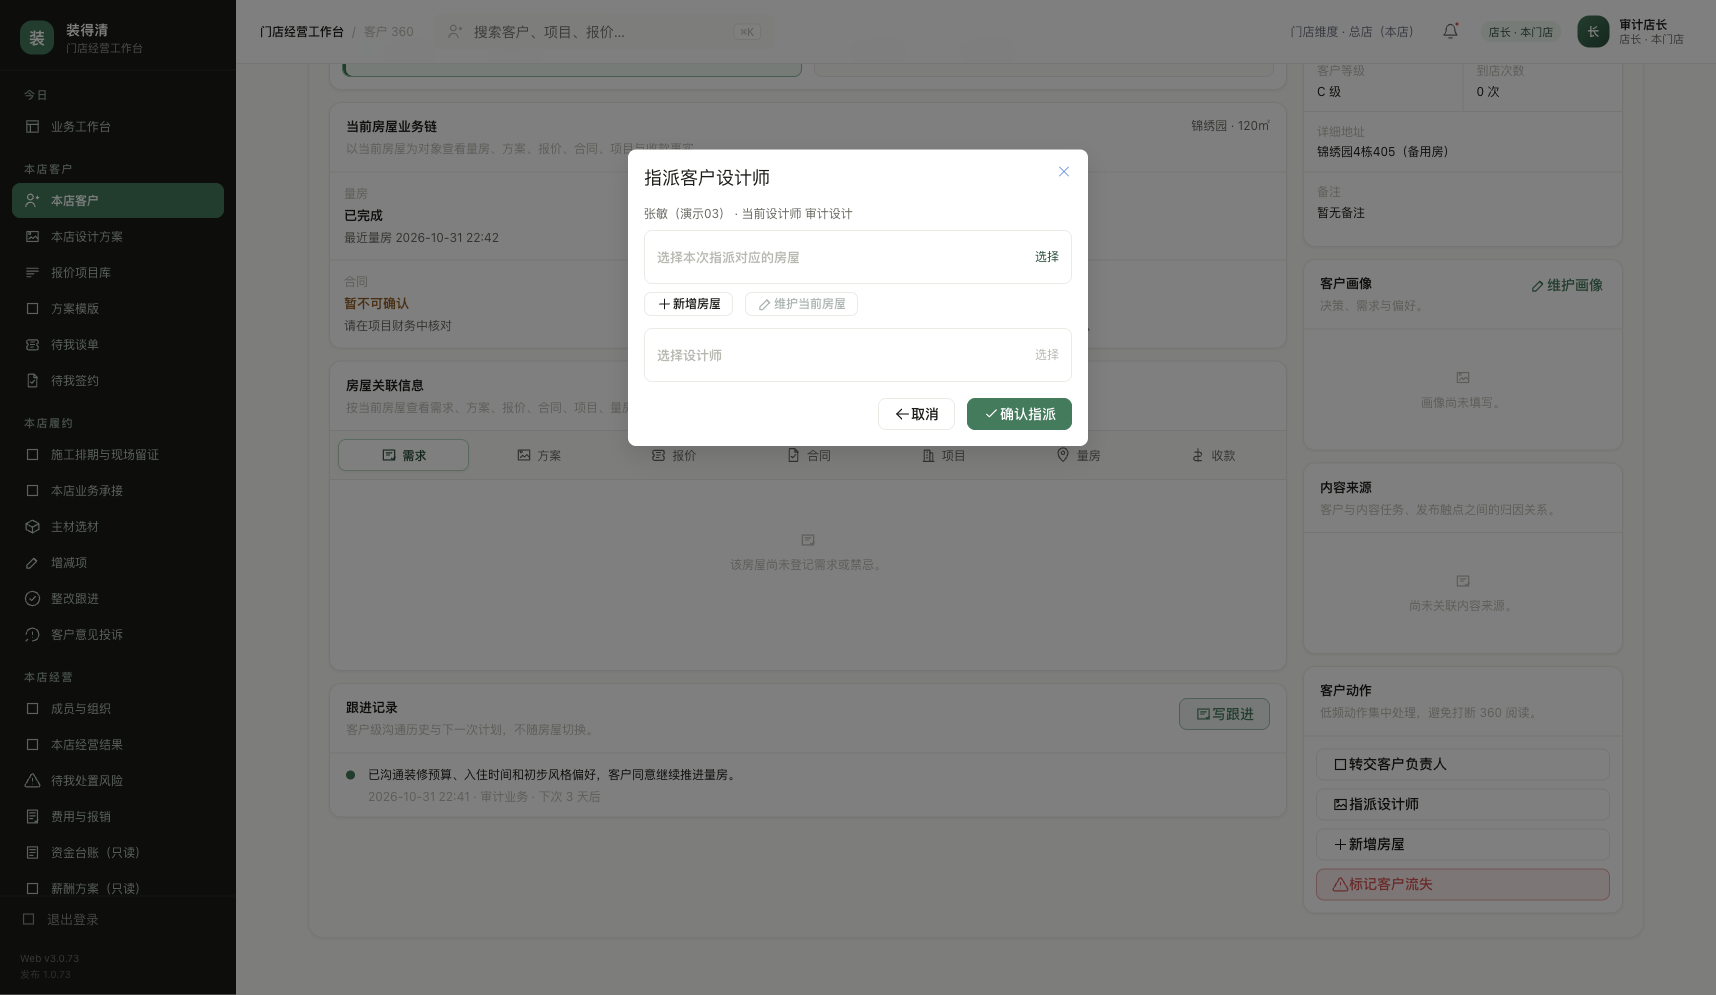 装
装得清
门店经营工作台
今日
业务工作台
本店客户
本店客户
本店设计方案
报价项目库
方案模版
待我谈单
待我签约
本店履约
施工排期与现场留证
本店业务承接
主材选材
增减项
整改跟进
客户意见投诉
本店经营
成员与组织
本店经营结果
待我处置风险
费用与报销
资金台账（只读）
薪酬方案（只读）
退出登录
Web v3.0.73
发布 1.0.73
门店经营工作台 / 客户 360
搜索客户、项目、报价...
⌘K
门店维度 · 总店（本店）
店长 · 本门店
长
审计店长
店长 · 本门店
当前房屋业务链
锦绣园 · 120㎡
以当前房屋为对象查看量房、方案、报价、合同、项目与收款事实
量房
已完成
最近量房 2026-10-31 22:42
合同
暂不可确认
请在项目财务中核对
指派客户设计师
张敏（演示03） · 当前设计师 审计设计
选择本次指派对应的房屋
选择
新增房屋
维护当前房屋
选择设计师
选择
取消
确认指派
房屋关联信息
按当前房屋查看需求、方案、报价、合同、项目、量房
需求
方案
报价
合同
项目
量房
收款
该房屋尚未登记需求或禁忌。
跟进记录
客户级沟通历史与下一次计划，不随房屋切换。
写跟进
已沟通装修预算、入住时间和初步风格偏好，客户同意继续推进量房。
2026-10-31 22:41 · 审计业务 · 下次 3 天后
客户等级
C 级
到店次数
0 次
详细地址
锦绣园4栋405（备用房）
备注
暂无备注
客户画像
维护画像
决策、需求与偏好。
画像尚未填写。
内容来源
客户与内容任务、发布触点之间的归因关系。
尚未关联内容来源。
客户动作
低频动作集中处理，避免打断 360 阅读。
转交客户负责人
指派设计师
新增房屋
标记客户流失